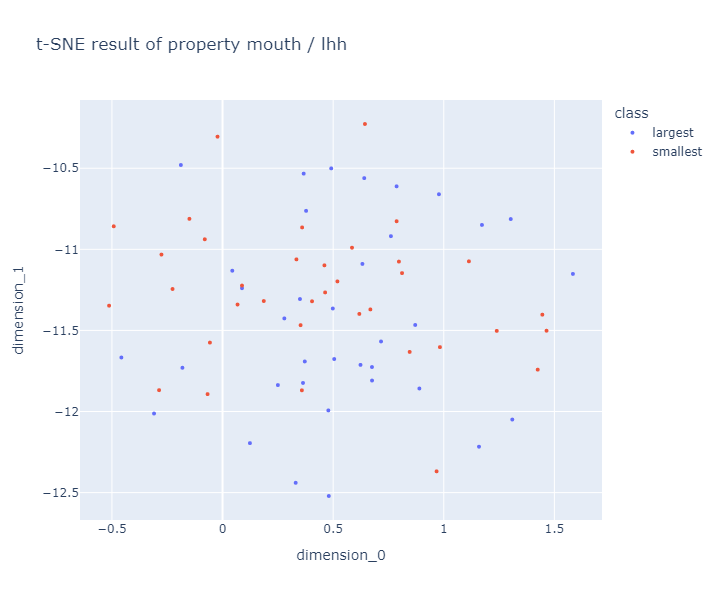 t-SNE result of property mouth / lhh
class
largest
smallest
−10.5
−11
−11.5
−12
−12.5
dimension_1
−0.5
0
0.5
1
1.5
dimension_0